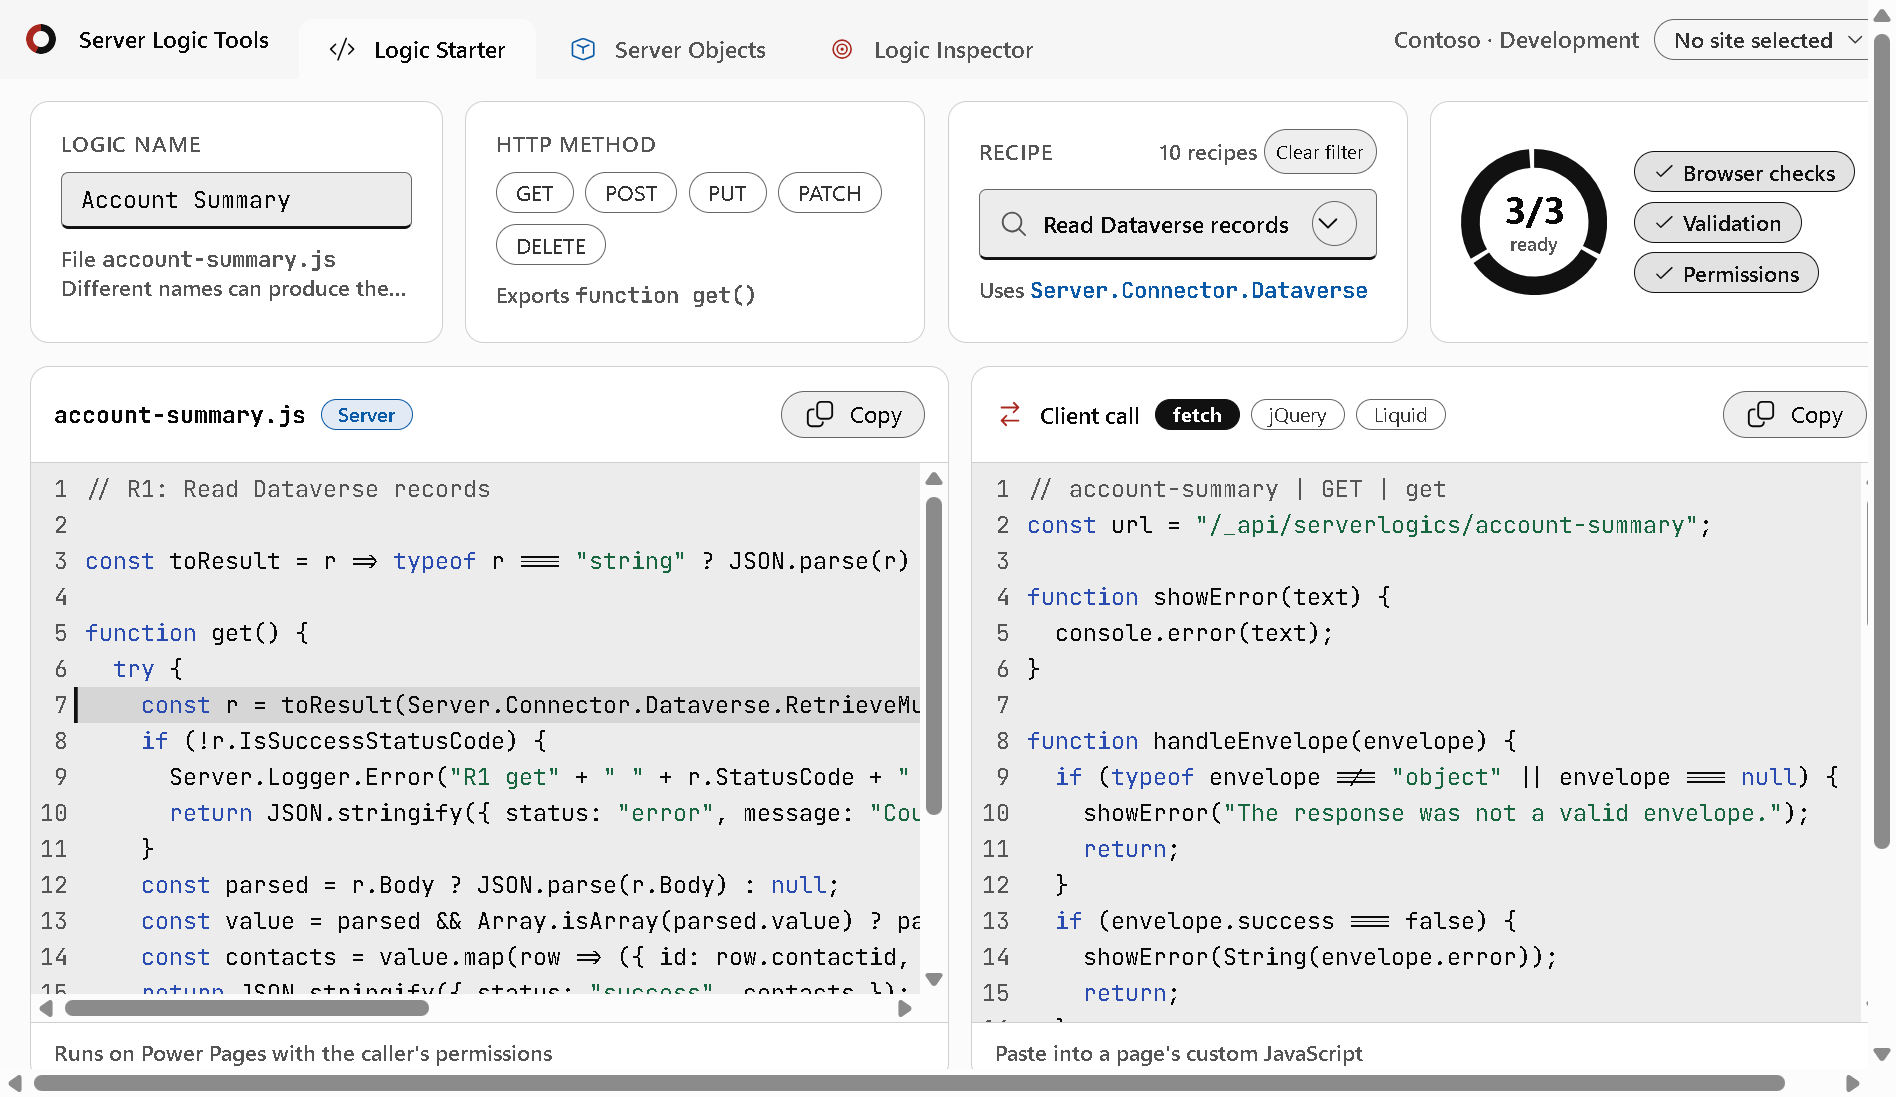 Server Logic Tools
Logic Starter
Server Objects
Logic Inspector
Contoso · Development
No site selected
LOGIC NAME
Account Summary
File account-summary.js
Different names can produce the...
HTTP METHOD
GET
POST
PUT
PATCH
DELETE
Exports function get()
RECIPE
10 recipes
Clear filter
Read Dataverse records
Uses Server.Connector.Dataverse
3/3
ready
Browser checks
Validation
Permissions
account-summary.js
Server
Copy
1 // R1: Read Dataverse records
2
3 const toResult = r => typeof r === "string" ? JSON.parse(r)
4
5 function get() {
6 try {
7 const r = toResult(Server.Connector.Dataverse.RetrieveMu
8 if (!r.IsSuccessStatusCode) {
9 Server.Logger.Error("R1 get" + " " + r.StatusCode + "
10 return JSON.stringify({ status: "error", message: "Cou
11 }
12 const parsed = r.Body ? JSON.parse(r.Body) : null;
13 const value = parsed && Array.isArray(parsed.value) ? pa
14 const contacts = value.map(row => ({ id: row.contactid,
15 return JSON.stringify({ status: "success", contacts });
Runs on Power Pages with the caller's permissions
Client call
fetch
jQuery
Liquid
Copy
1 // account-summary | GET | get
2 const url = "/_api/serverlogics/account-summary";
3
4 function showError(text) {
5 console.error(text);
6 }
7
8 function handleEnvelope(envelope) {
9 if (typeof envelope !== "object" || envelope === null) {
10 showError("The response was not a valid envelope.");
11 return;
12 }
13 if (envelope.success === false) {
14 showError(String(envelope.error));
15 return;
Paste into a page's custom JavaScript